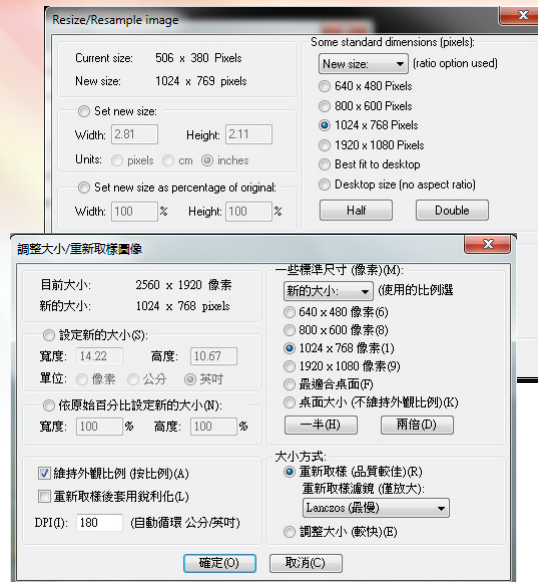 Resize/Resample image
Current size: 506 x 380 Pixels
New size: 1024 x 769 pixels
Set new size:
Width: 2.81 Height: 2.11
Units: pixels cm inches
Set new size as percentage of original:
Width: 100 % Height: 100 %
Some standard dimensions (pixels):
New size: (ratio option used)
640 x 480 Pixels
800 x 600 Pixels
1024 x 768 Pixels
1920 x 1080 Pixels
Best fit to desktop
Desktop size (no aspect ratio)
Half Double
調整大小/重新取樣圖像
目前大小: 2560 x 1920 像素
新的大小: 1024 x 768 pixels
設定新的大小(S):
寬度: 14.22 高度: 10.67
單位: 像素 公分 英吋
依原始百分比設定新的大小(N):
寬度: 100 % 高度: 100 %
維持外觀比例 (按比例)(A)
重新取樣後套用銳利化(L)
DPI(I): 180 (自動循環 公分/英吋)
一些標準尺寸 (像素)(M):
新的大小: (使用的比例選
640 x 480 像素(6)
800 x 600 像素(8)
1024 x 768 像素(1)
1920 x 1080 像素(9)
最適合桌面(F)
桌面大小 (不維持外觀比例)(K)
一半(H) 兩倍(D)
大小方式:
重新取樣 (品質較佳)(R)
重新取樣濾鏡 (僅放大):
Lanczos (最慢)
調整大小 (較快)(E)
確定(O) 取消(C)